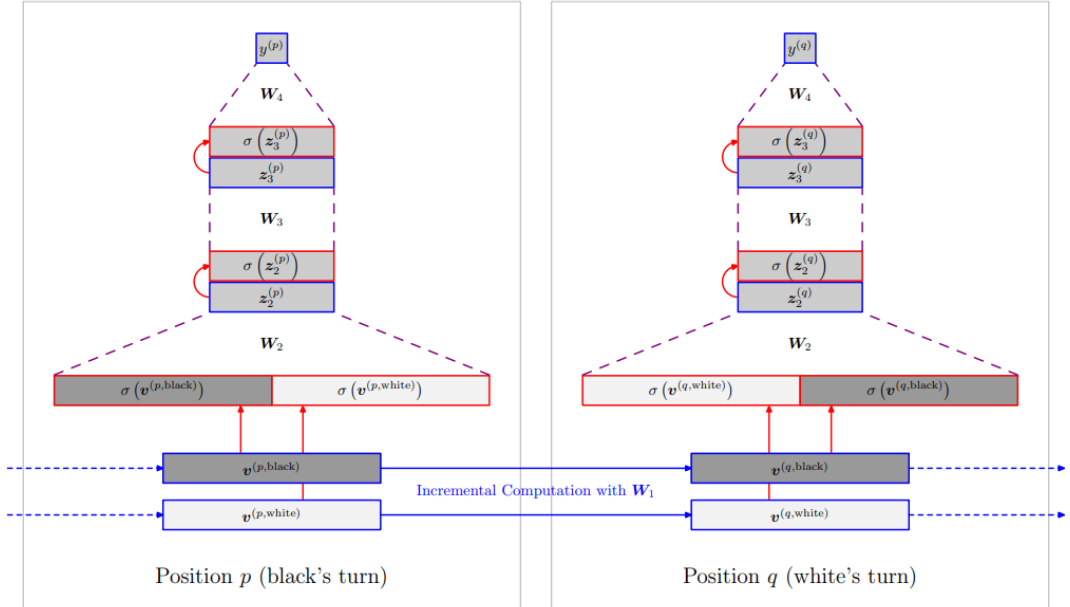 y^{(p)}
W_4
σ(z_3^{(p)})
z_3^{(p)}
W_3
σ(z_2^{(p)})
z_2^{(p)}
W_2
σ(v^{(p,black)}) σ(v^{(p,white)})
v^{(p,black)}
v^{(p,white)}
Position p (black's turn)
Incremental Computation with W_1
y^{(q)}
W_4
σ(z_3^{(q)})
z_3^{(q)}
W_3
σ(z_2^{(q)})
z_2^{(q)}
W_2
σ(v^{(q,white)}) σ(v^{(q,black)})
v^{(q,black)}
v^{(q,white)}
Position q (white's turn)